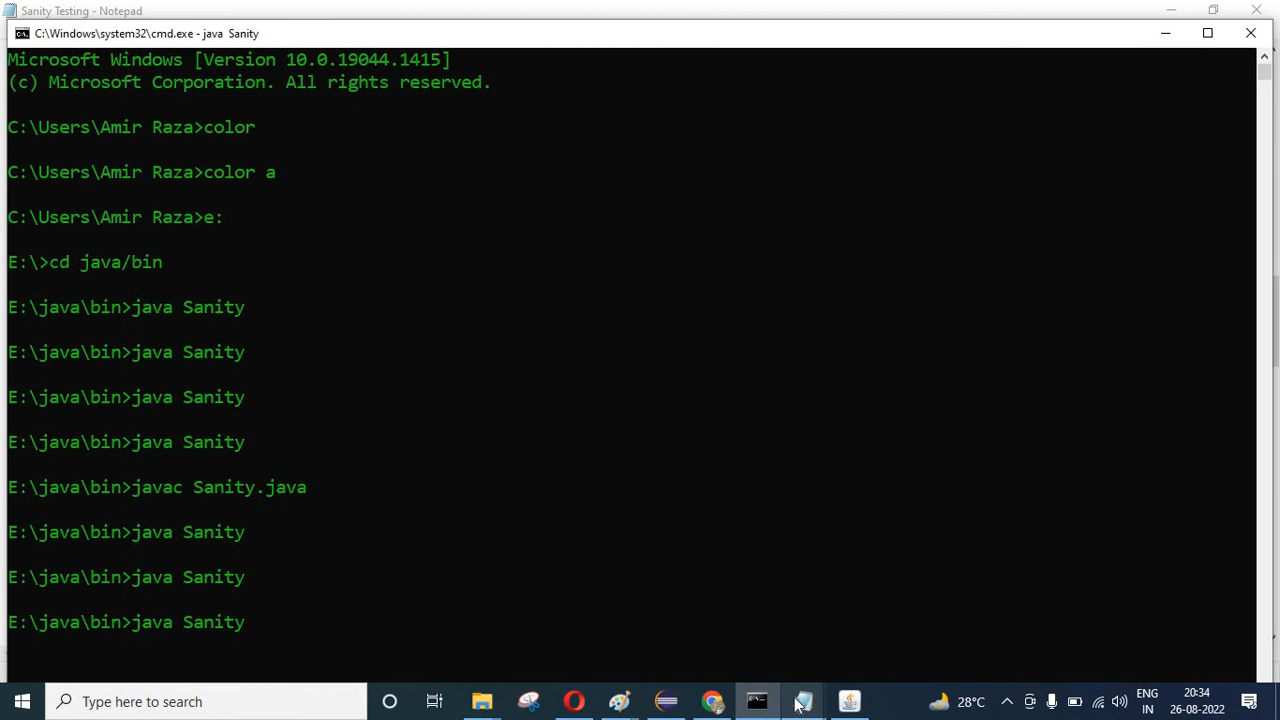 Sanity Testing - Notepad
C:\Windows\system32\cmd.exe - java Sanity
Microsoft Windows [Version 10.0.19044.1415]
(c) Microsoft Corporation. All rights reserved.
C:\Users\Amir Raza>color
C:\Users\Amir Raza>color a
C:\Users\Amir Raza>e:
E:\>cd java/bin
E:\java\bin>java Sanity
E:\java\bin>java Sanity
E:\java\bin>java Sanity
E:\java\bin>java Sanity
E:\java\bin>javac Sanity.java
E:\java\bin>java Sanity
E:\java\bin>java Sanity
E:\java\bin>java Sanity
Type here to search
28°C
ENG
IN
20:34
26-08-2022